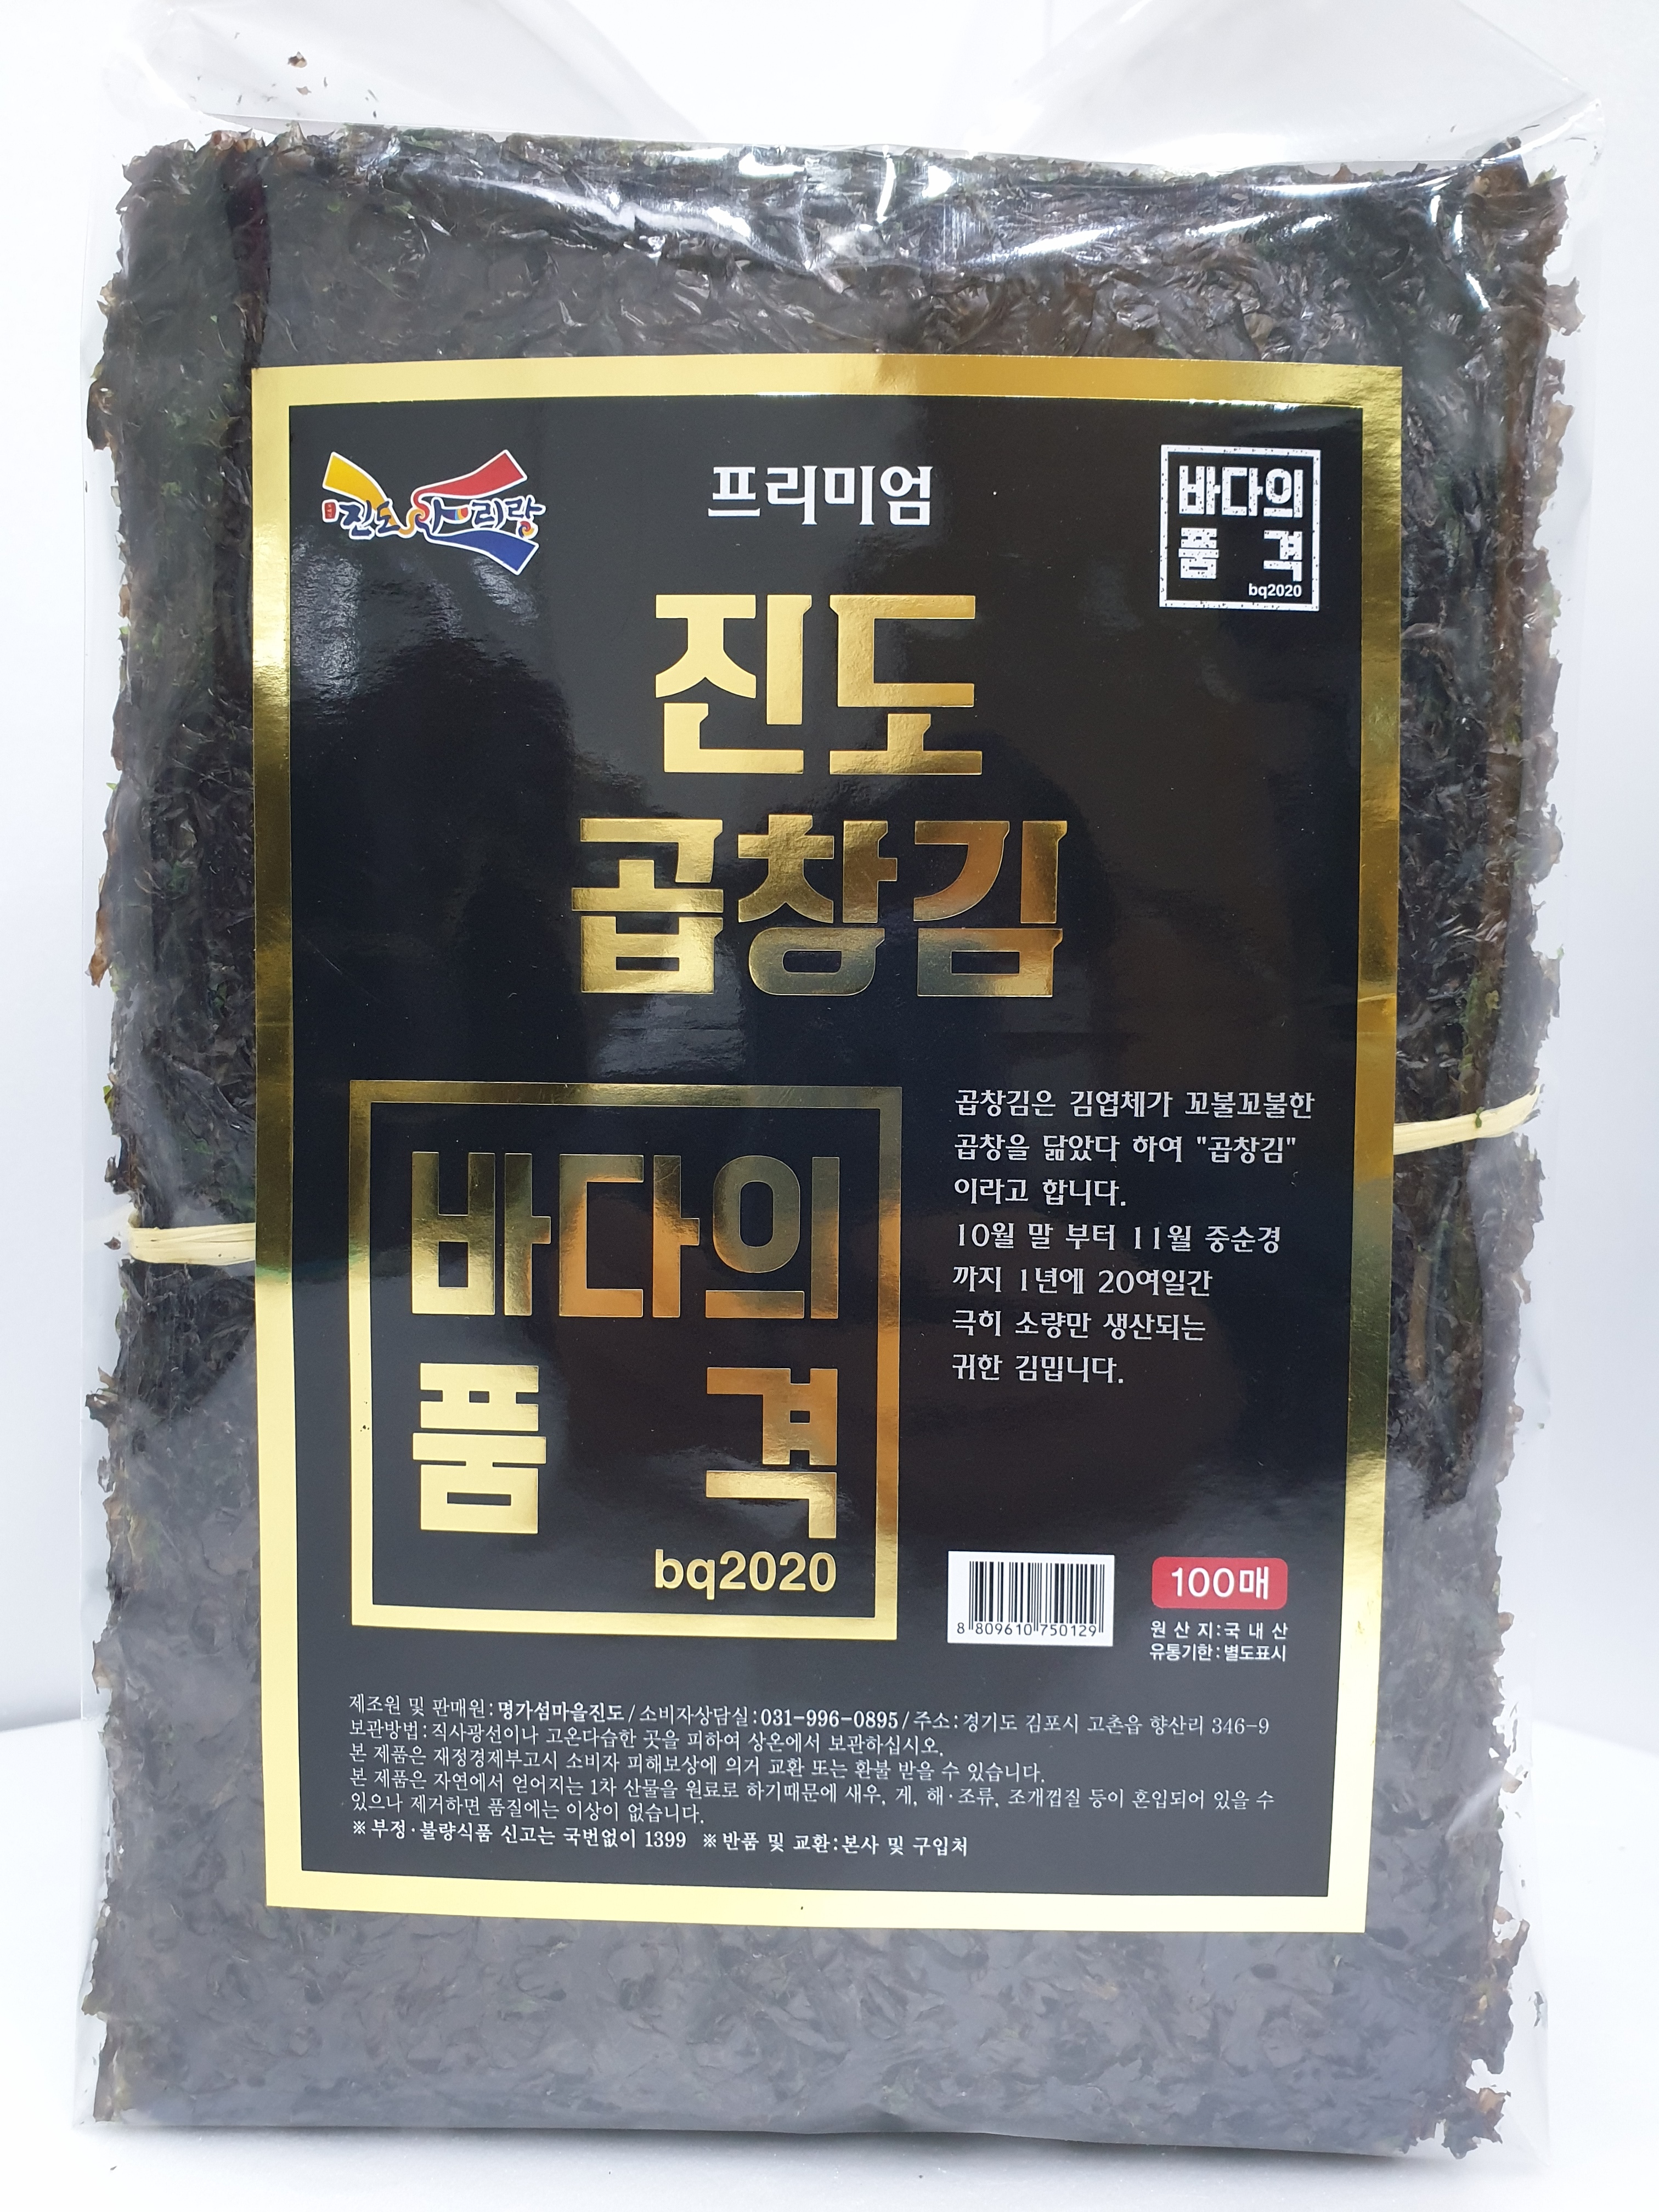 진도아리랑
프리미엄
바다의
품격
bq2020
진도
곱창김
바다의
품격
bq2020
곱창김은 김엽체가 꼬불꼬불한
곱창을 닮았다 하여 "곱창김"
이라고 합니다.
10월 말 부터 11월 중순경
까지 1년에 20여일간
극히 소량만 생산되는
귀한 김밉니다.
8 809610 750129
100매
원 산 지:국 내 산
유통기한:별도표시
제조원 및 판매원:명가섬마을진도/소비자상담실:031-996-0895/주소:경기도 김포시 고촌읍 향산리 346-9
보관방법:직사광선이나 고온다습한 곳을 피하여 상온에서 보관하십시오.
본 제품은 재정경제부고시 소비자 피해보상에 의거 교환 또는 환불 받을 수 있습니다.
본 제품은 자연에서 얻어지는 1차 산물을 원료로 하기때문에 새우, 게, 해·조류, 조개껍질 등이 혼입되어 있을 수
있으나 제거하면 품질에는 이상이 없습니다.
※부정·불량식품 신고는 국번없이 1399 ※반품 및 교환:본사 및 구입처